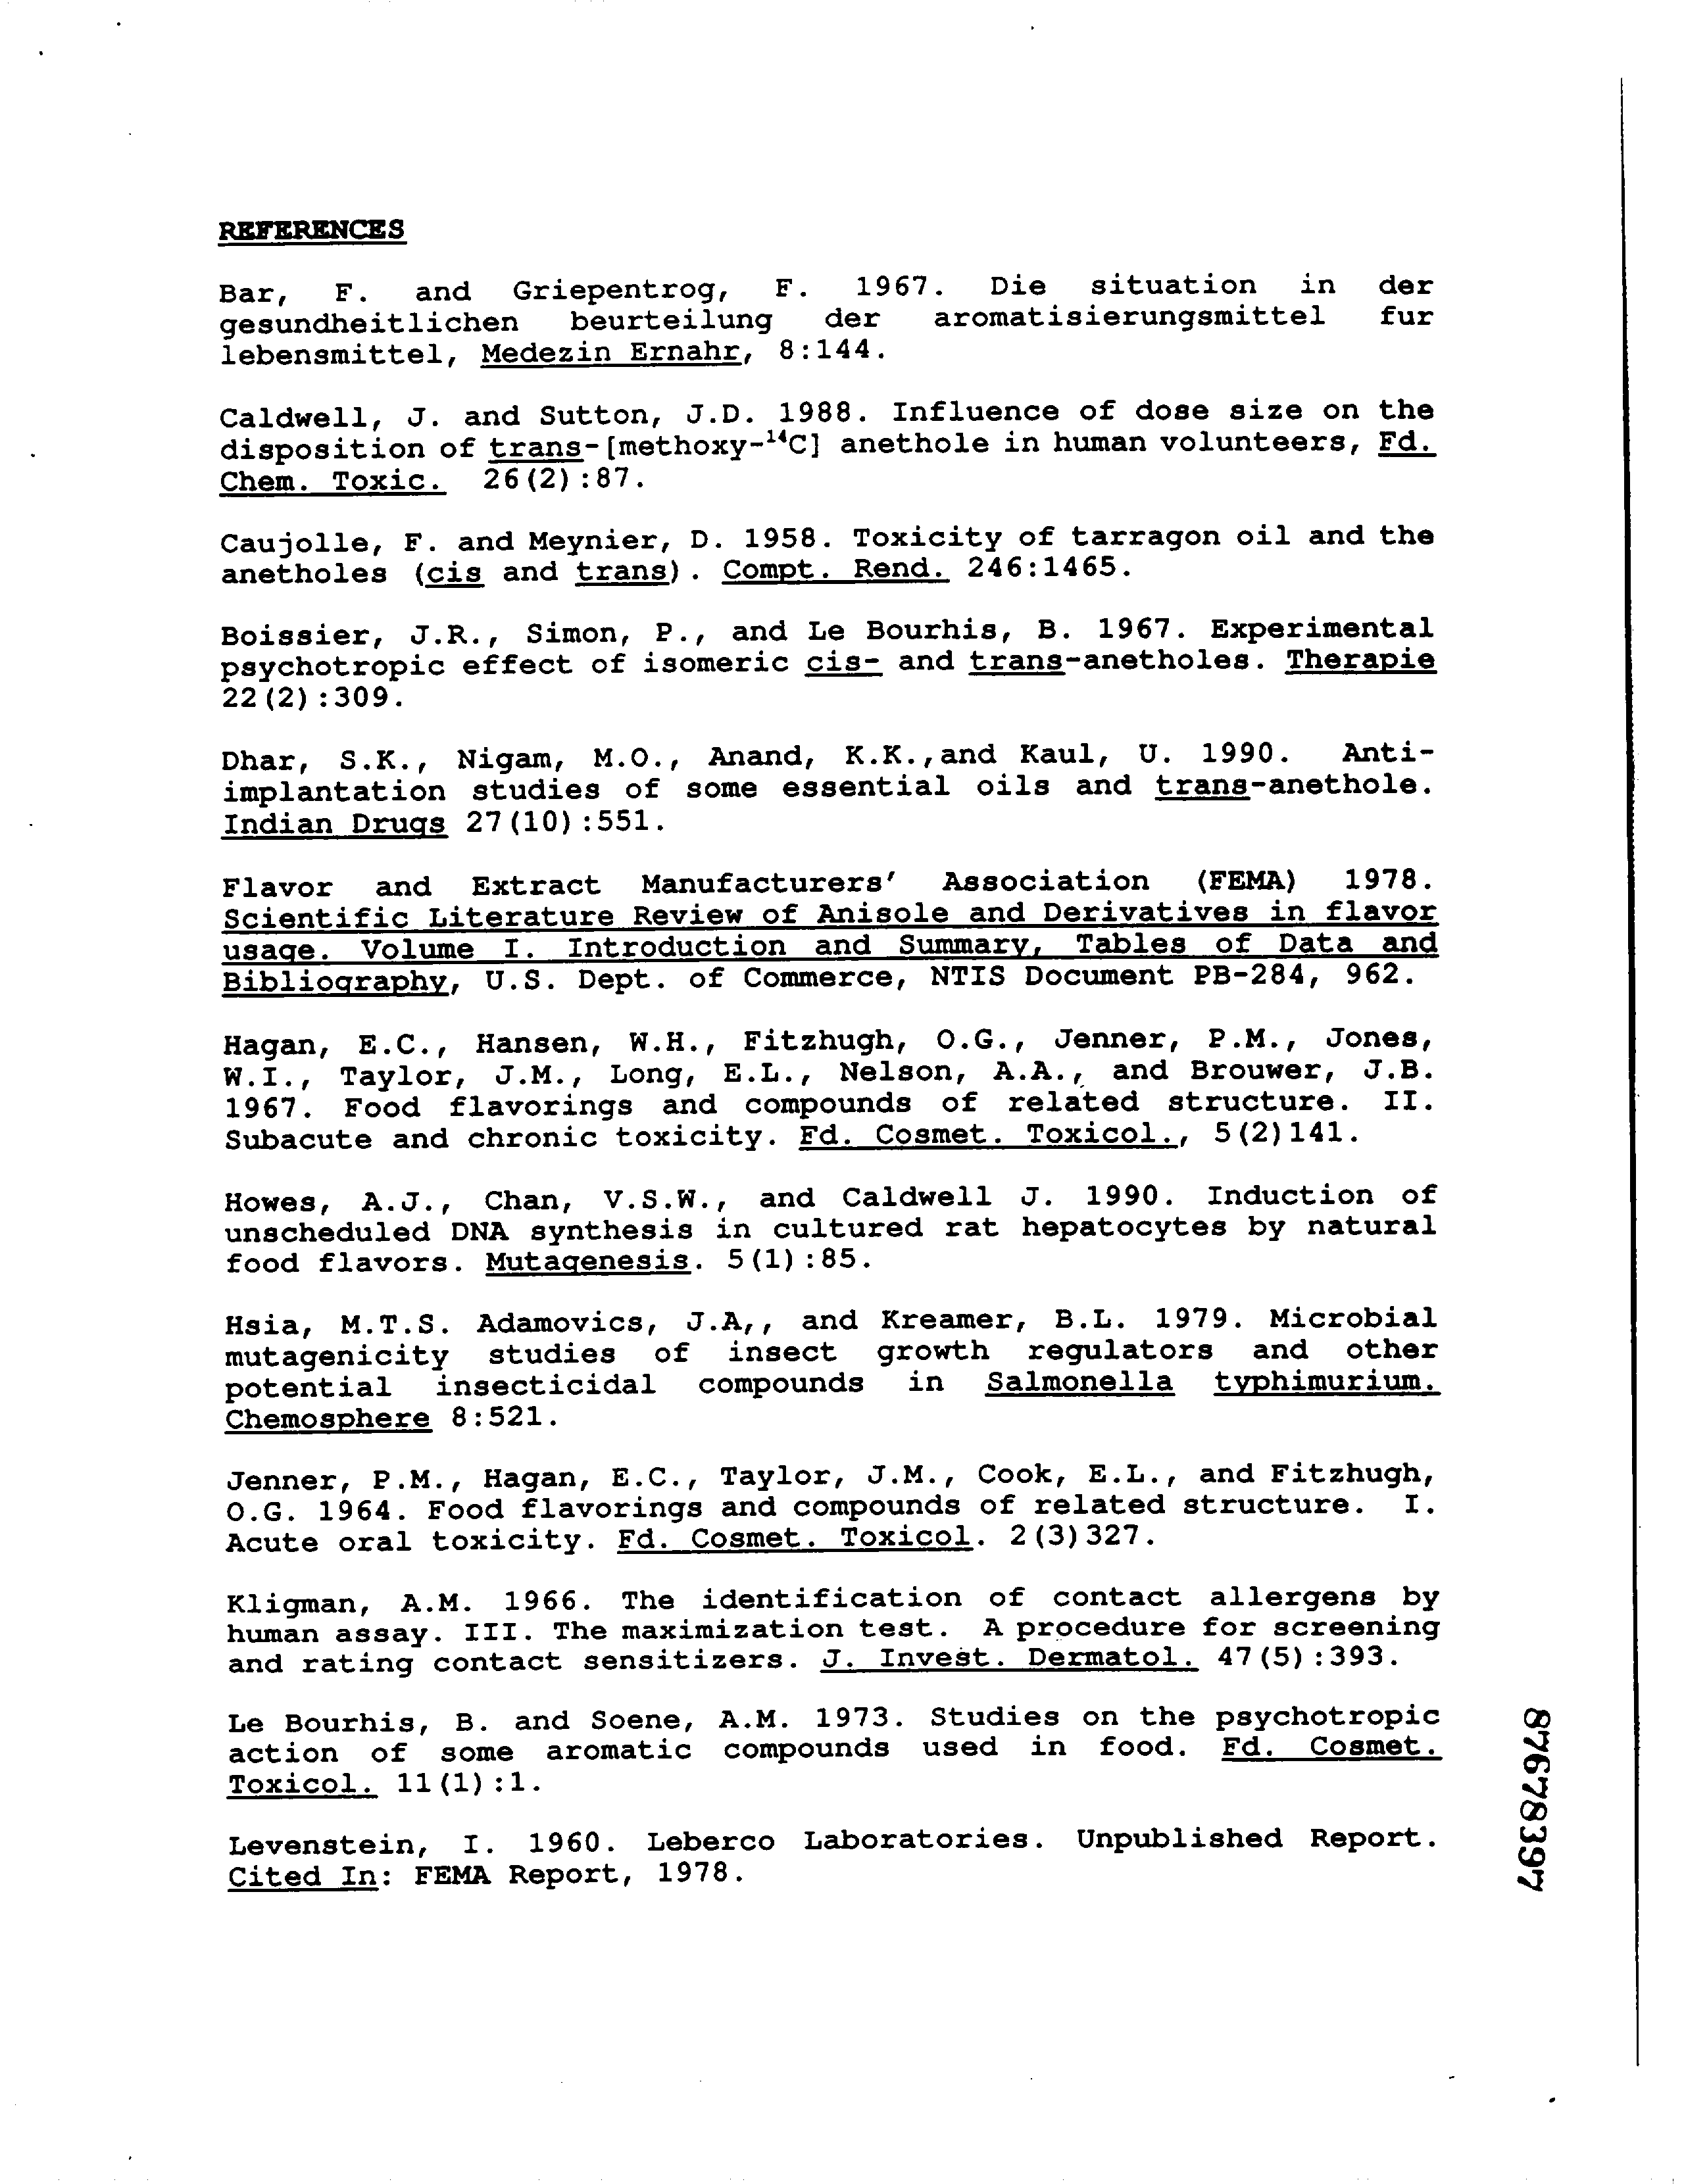 REFERENCES
Bar, F. and Griepentrog, F. 1967. Die situation in der
gesundheitlichen beurteilung der aromatisierungsmittel fur
lebensmittel, Medezin Ernahr, 8:144.
Caldwell, J. and Sutton, J.D. 1988. Influence of dose size on the
disposition of trans-[methoxy-¹⁴C] anethole in human volunteers, Fd.
Chem. Toxic. 26(2):87.
Caujolle, F. and Meynier, D. 1958. Toxicity of tarragon oil and the
anetholes (cis and trans). Compt. Rend. 246:1465.
Boissier, J.R., Simon, P., and Le Bourhis, B. 1967. Experimental
psychotropic effect of isomeric cis- and trans-anetholes. Therapie
22(2):309.
Dhar, S.K., Nigam, M.O., Anand, K.K.,and Kaul, U. 1990. Anti-
implantation studies of some essential oils and trans-anethole.
Indian Drugs 27(10):551.
Flavor and Extract Manufacturers' Association (FEMA) 1978.
Scientific Literature Review of Anisole and Derivatives in flavor
usage. Volume I. Introduction and Summary, Tables of Data and
Bibliography, U.S. Dept. of Commerce, NTIS Document PB-284, 962.
Hagan, E.C., Hansen, W.H., Fitzhugh, O.G., Jenner, P.M., Jones,
W.I., Taylor, J.M., Long, E.L., Nelson, A.A., and Brouwer, J.B.
1967. Food flavorings and compounds of related structure. II.
Subacute and chronic toxicity. Fd. Cosmet. Toxicol., 5(2)141.
Howes, A.J., Chan, V.S.W., and Caldwell J. 1990. Induction of
unscheduled DNA synthesis in cultured rat hepatocytes by natural
food flavors. Mutagenesis. 5(1):85.
Hsia, M.T.S. Adamovics, J.A,, and Kreamer, B.L. 1979. Microbial
mutagenicity studies of insect growth regulators and other
potential insecticidal compounds in Salmonella typhimurium.
Chemosphere 8:521.
Jenner, P.M., Hagan, E.C., Taylor, J.M., Cook, E.L., and Fitzhugh,
O.G. 1964. Food flavorings and compounds of related structure. I.
Acute oral toxicity. Fd. Cosmet. Toxicol. 2(3)327.
Kligman, A.M. 1966. The identification of contact allergens by
human assay. III. The maximization test. A procedure for screening
and rating contact sensitizers. J. Invest. Dermatol. 47(5):393.
Le Bourhis, B. and Soene, A.M. 1973. Studies on the psychotropic
action of some aromatic compounds used in food. Fd. Cosmet.
Toxicol. 11(1):1.
Levenstein, I. 1960. Leberco Laboratories. Unpublished Report.
Cited In: FEMA Report, 1978.
87678397